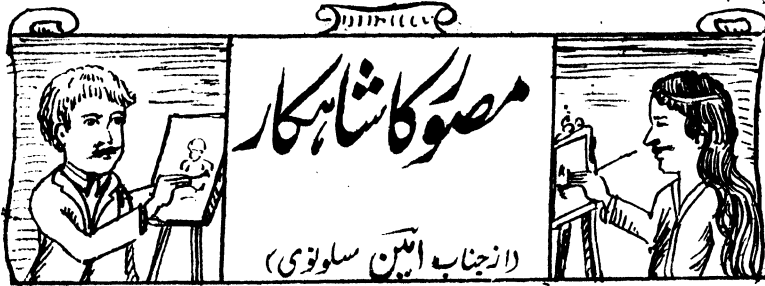 مصور کا شاہکار
(از جناب امین سلونوی)